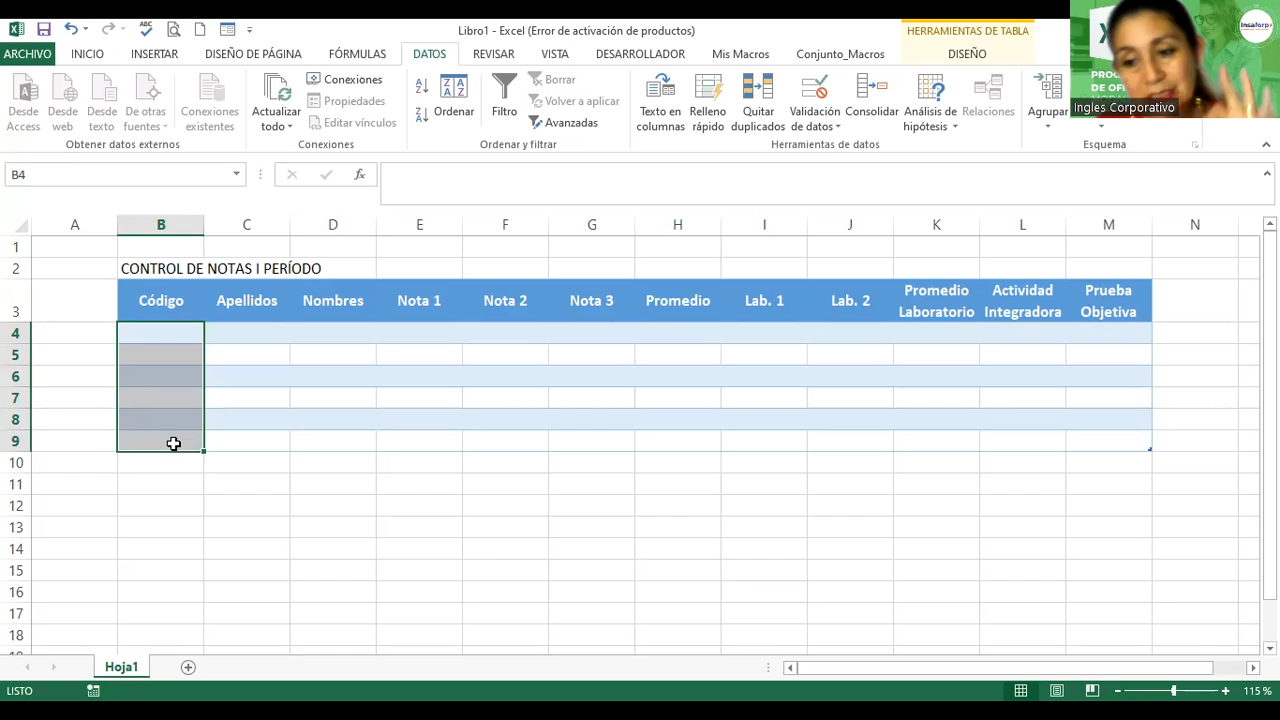 Libro1 - Excel (Error de activación de productos)
HERRAMIENTAS DE TABLA
ARCHIVO INICIO INSERTAR DISEÑO DE PÁGINA FÓRMULAS DATOS REVISAR VISTA DESARROLLADOR Mis Macros Conjunto_Macros DISEÑO
Desde Access
Desde web
Desde texto
De otras fuentes
Conexiones existentes
Obtener datos externos
Actualizar todo
Conexiones
Propiedades
Editar vínculos
Conexiones
Ordenar
Filtro
Borrar
Volver a aplicar
Avanzadas
Ordenar y filtrar
Texto en columnas
Relleno rápido
Quitar duplicados
Validación de datos
Consolidar
Análisis de hipótesis
Relaciones
Herramientas de datos
Agrupar
Esquema
Insaforp
PROC
DE OFI
Ingles Corporativo
B4
fx
A B C D E F G H I J K L M N
1
2 CONTROL DE NOTAS I PERÍODO
3 Código Apellidos Nombres Nota 1 Nota 2 Nota 3 Promedio Lab. 1 Lab. 2 Promedio Laboratorio Actividad Integradora Prueba Objetiva
4
5
6
7
8
9
10
11
12
13
14
15
16
17
18
Hoja1
LISTO
115 %